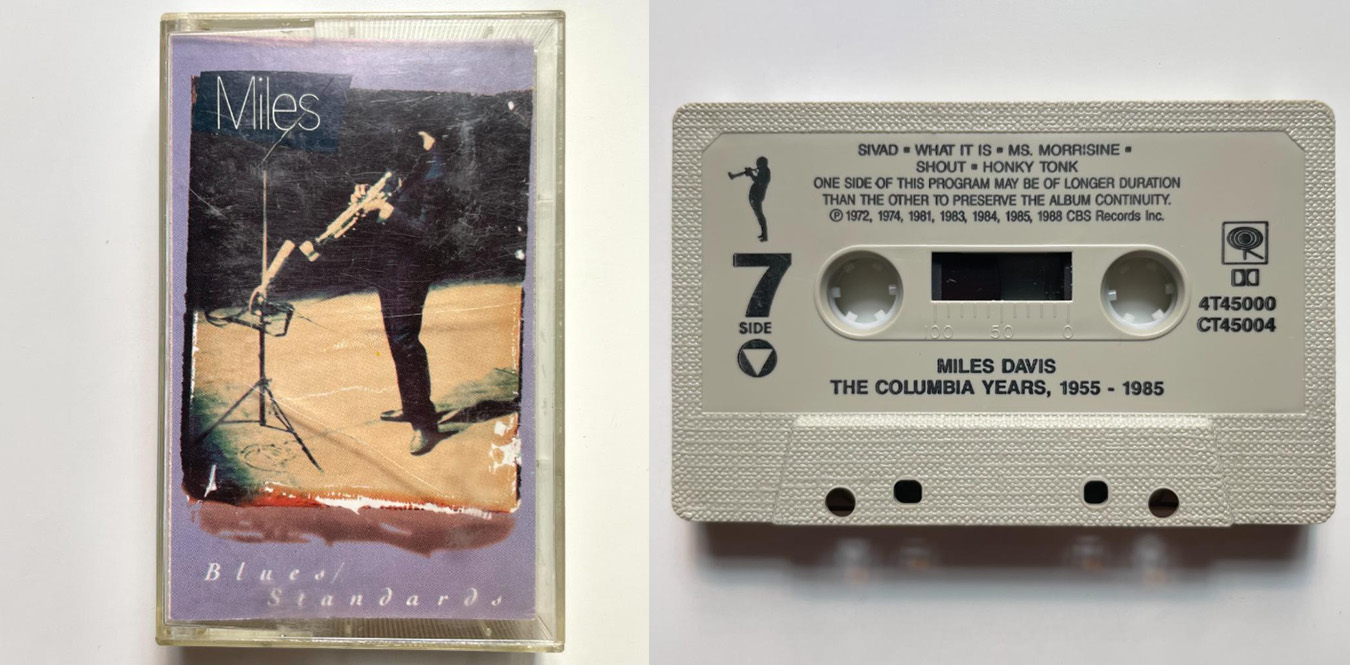 Miles
Blues/
Standards
SIVAD ▪ WHAT IT IS ▪ MS. MORRISINE ▪
SHOUT ▪ HONKY TONK
ONE SIDE OF THIS PROGRAM MAY BE OF LONGER DURATION
THAN THE OTHER TO PRESERVE THE ALBUM CONTINUITY.
Ⓟ 1972, 1974, 1981, 1983, 1984, 1985, 1988 CBS Records Inc.
7
SIDE
4T45000
CT45004
100 50 0
MILES DAVIS
THE COLUMBIA YEARS, 1955 - 1985